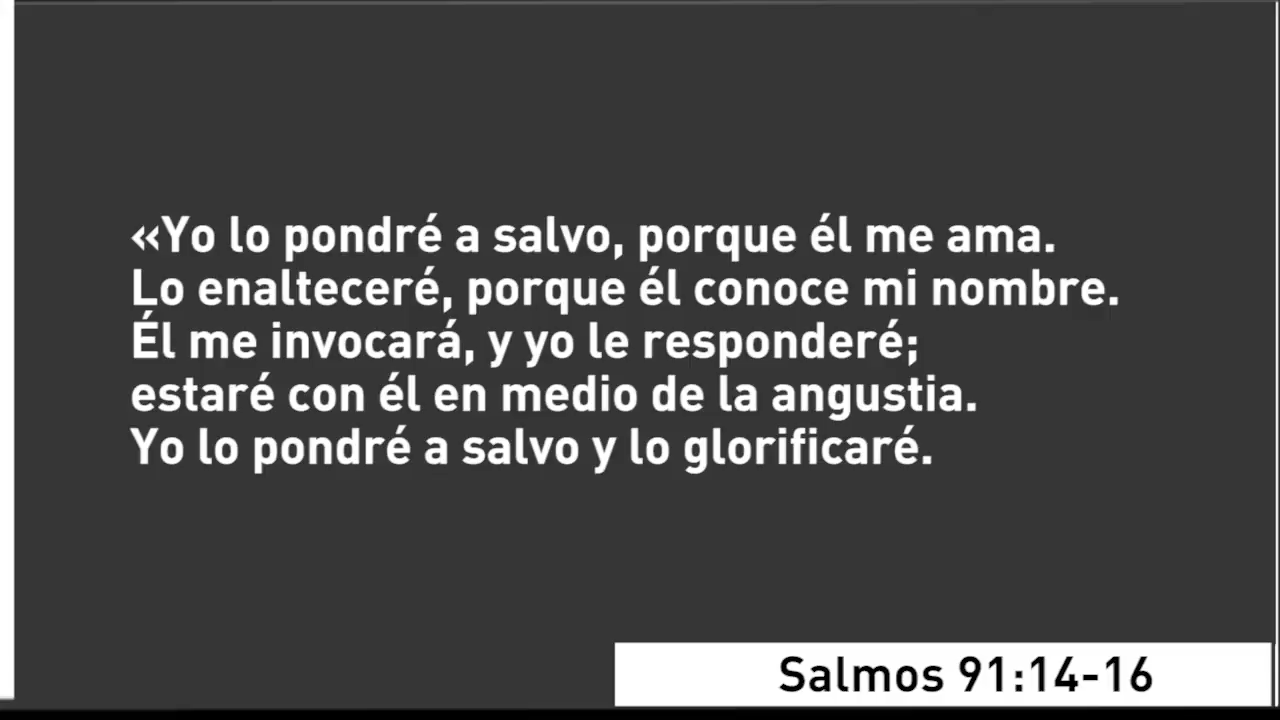 «Yo lo pondré a salvo, porque él me ama.
Lo enalteceré, porque él conoce mi nombre.
Él me invocará, y yo le responderé;
estaré con él en medio de la angustia.
Yo lo pondré a salvo y lo glorificaré.
Salmos 91:14-16